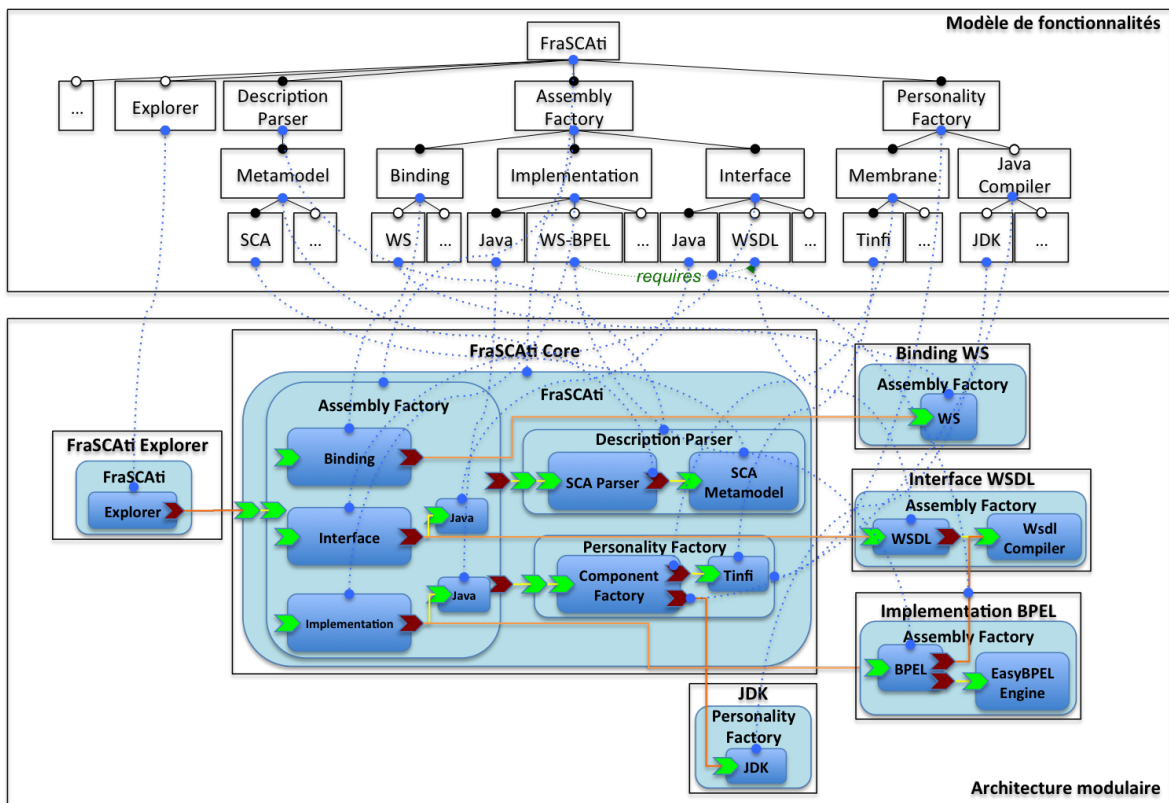 Modèle de fonctionnalités
FraSCAti
...
Explorer
Description
Parser
Assembly
Factory
Personality
Factory
Metamodel
Binding
Implementation
Interface
Membrane
Java
Compiler
SCA
...
WS
...
Java
WS-BPEL
...
Java
WSDL
...
Tinfi
...
JDK
...
requires
FraSCAti Core
FraSCAti
Assembly Factory
Binding
Interface
Implementation
Java
Java
Description Parser
SCA Parser
SCA
Metamodel
Personality Factory
Component
Factory
Tinfi
FraSCAti Explorer
FraSCAti
Explorer
Binding WS
Assembly Factory
WS
Interface WSDL
Assembly Factory
WSDL
Wsdl
Compiler
Implementation BPEL
Assembly Factory
BPEL
EasyBPEL
Engine
JDK
Personality
Factory
JDK
Architecture modulaire